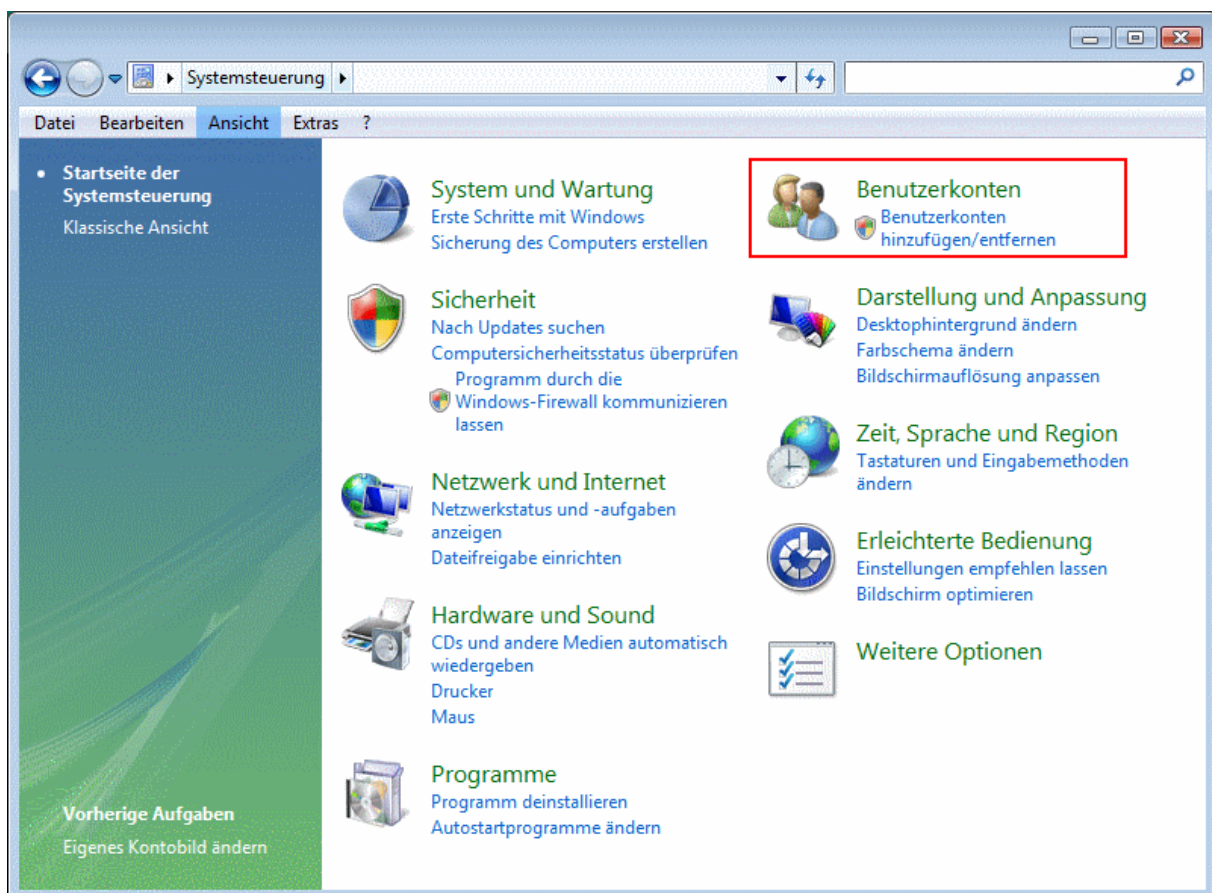 Systemsteuerung
Datei Bearbeiten Ansicht Extras ?
Startseite der
Systemsteuerung
Klassische Ansicht
System und Wartung
Erste Schritte mit Windows
Sicherung des Computers erstellen
Sicherheit
Nach Updates suchen
Computersicherheitsstatus überprüfen
Programm durch die
Windows-Firewall kommunizieren
lassen
Netzwerk und Internet
Netzwerkstatus und -aufgaben
anzeigen
Dateifreigabe einrichten
Hardware und Sound
CDs und andere Medien automatisch
wiedergeben
Drucker
Maus
Programme
Programm deinstallieren
Autostartprogramme ändern
Benutzerkonten
Benutzerkonten
hinzufügen/entfernen
Darstellung und Anpassung
Desktophintergrund ändern
Farbschema ändern
Bildschirmauflösung anpassen
Zeit, Sprache und Region
Tastaturen und Eingabemethoden
ändern
Erleichterte Bedienung
Einstellungen empfehlen lassen
Bildschirm optimieren
Weitere Optionen
Vorherige Aufgaben
Eigenes Kontobild ändern